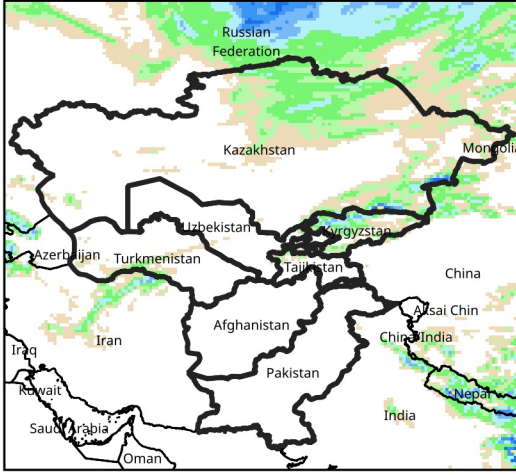 Russian
Federation
Kazakhstan
Mongolia
Uzbekistan
Kyrgyzstan
Azerbaijan
Turkmenistan
Tajikistan
China
Aksai Chin
Afghanistan
China/India
Iran
Iraq
Pakistan
Kuwait
Nepal
India
Saudi Arabia
Oman